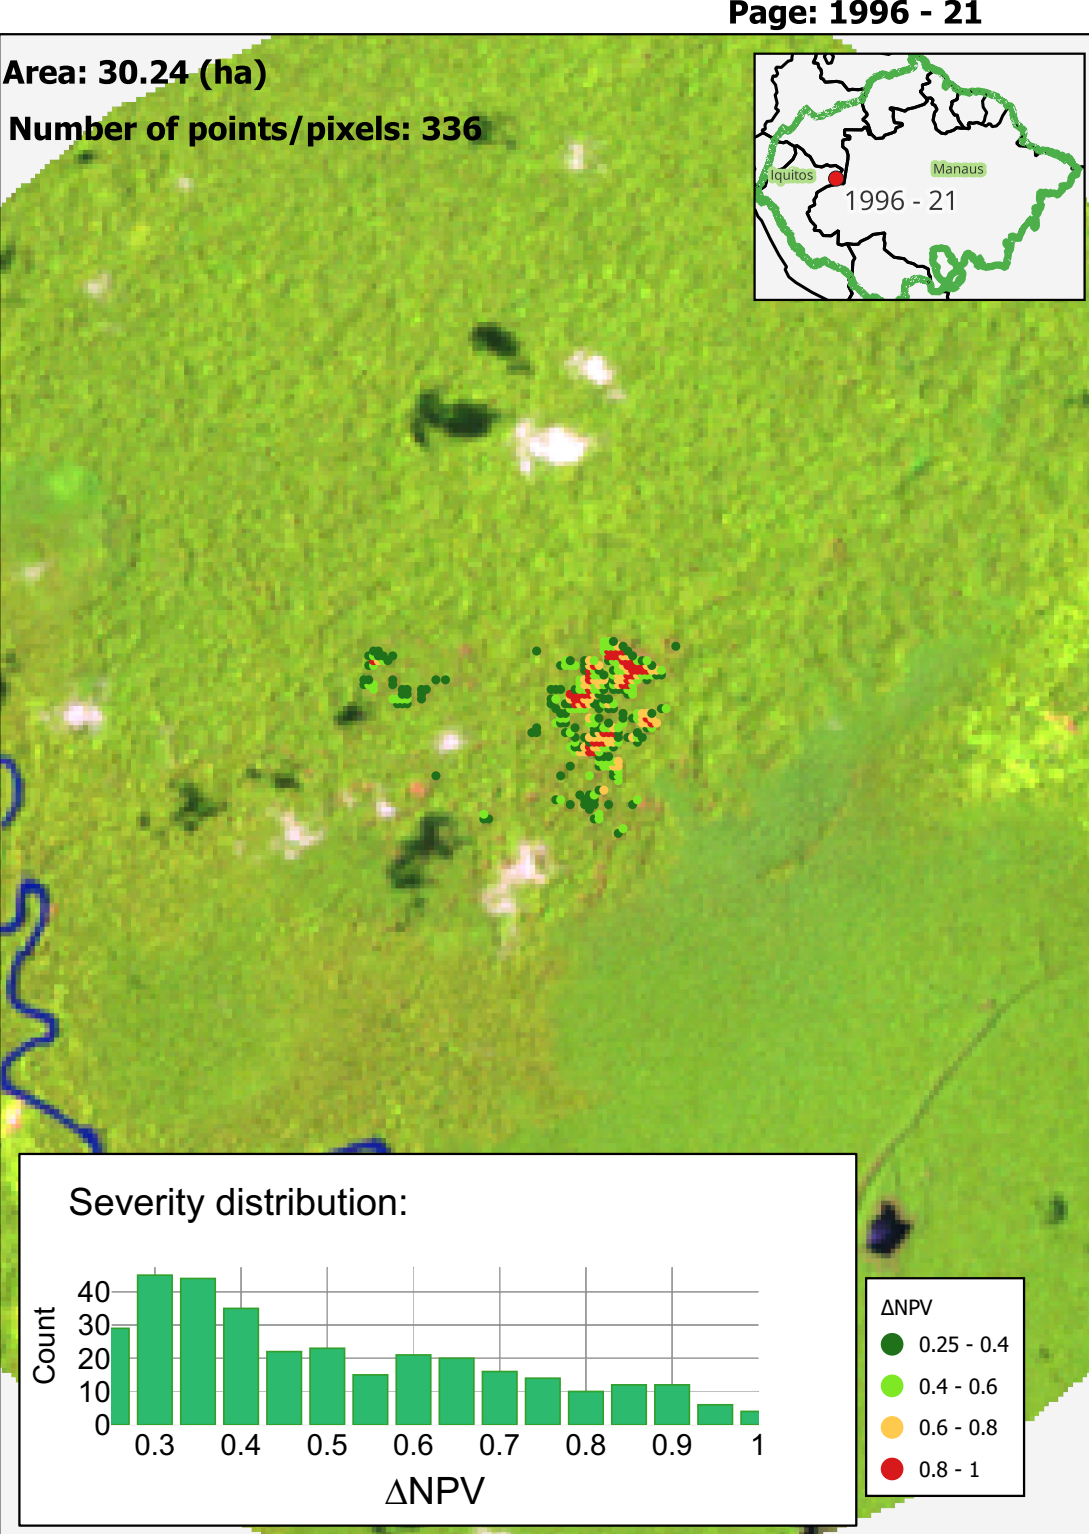 Page: 1996 - 21
Area: 30.24 (ha)
Number of points/pixels: 336
Iquitos
Manaus
1996 - 21
Severity distribution:
Count
40
30
20
10
0
0.3 0.4 0.5 0.6 0.7 0.8 0.9 1
ΔNPV
ΔNPV
0.25 - 0.4
0.4 - 0.6
0.6 - 0.8
0.8 - 1